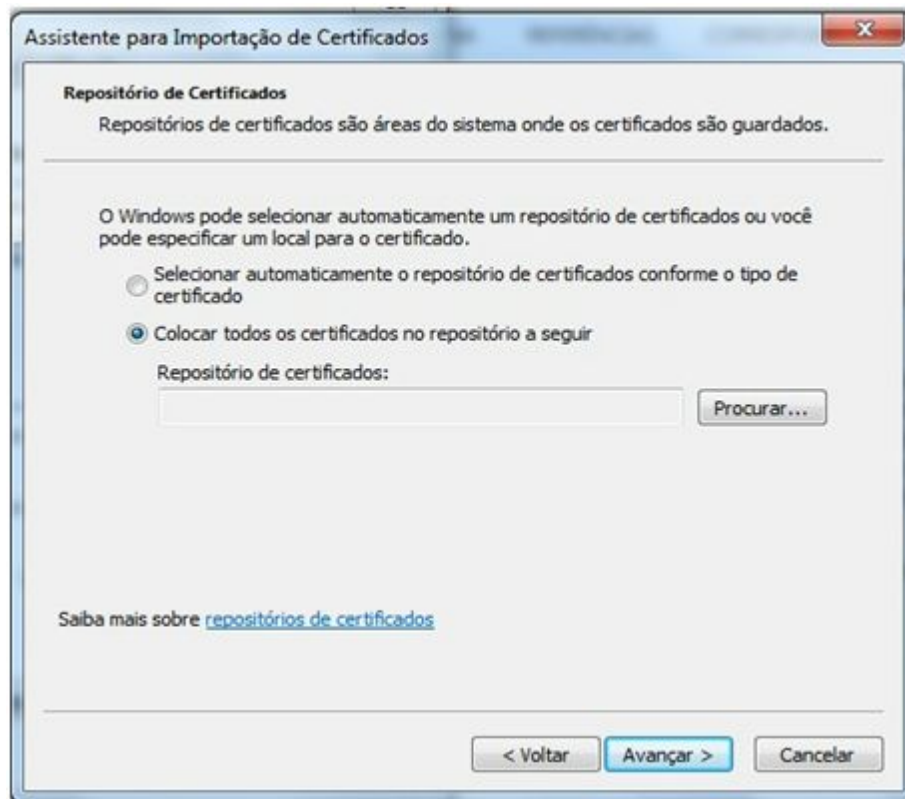 Assistente para Importação de Certificados
Repositório de Certificados
Repositórios de certificados são áreas do sistema onde os certificados são guardados.
O Windows pode selecionar automaticamente um repositório de certificados ou você
pode especificar um local para o certificado.
Selecionar automaticamente o repositório de certificados conforme o tipo de
certificado
Colocar todos os certificados no repositório a seguir
Repositório de certificados:
Procurar...
Saiba mais sobre repositórios de certificados
< Voltar
Avançar >
Cancelar